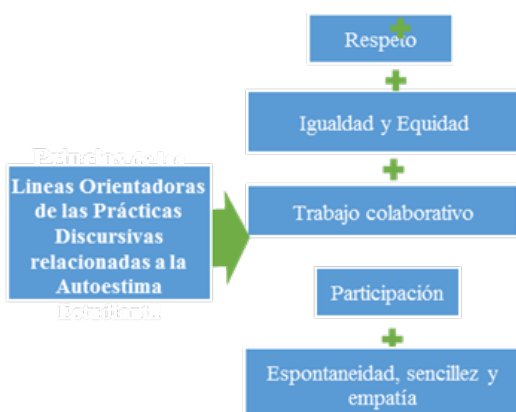 Respeto
Igualdad y Equidad
Lineas Orientadoras
de las Prácticas
Discursivas
relacionadas a la
Autoestima
Trabajo colaborativo
Participación
Espontaneidad, sencillez y
empatía